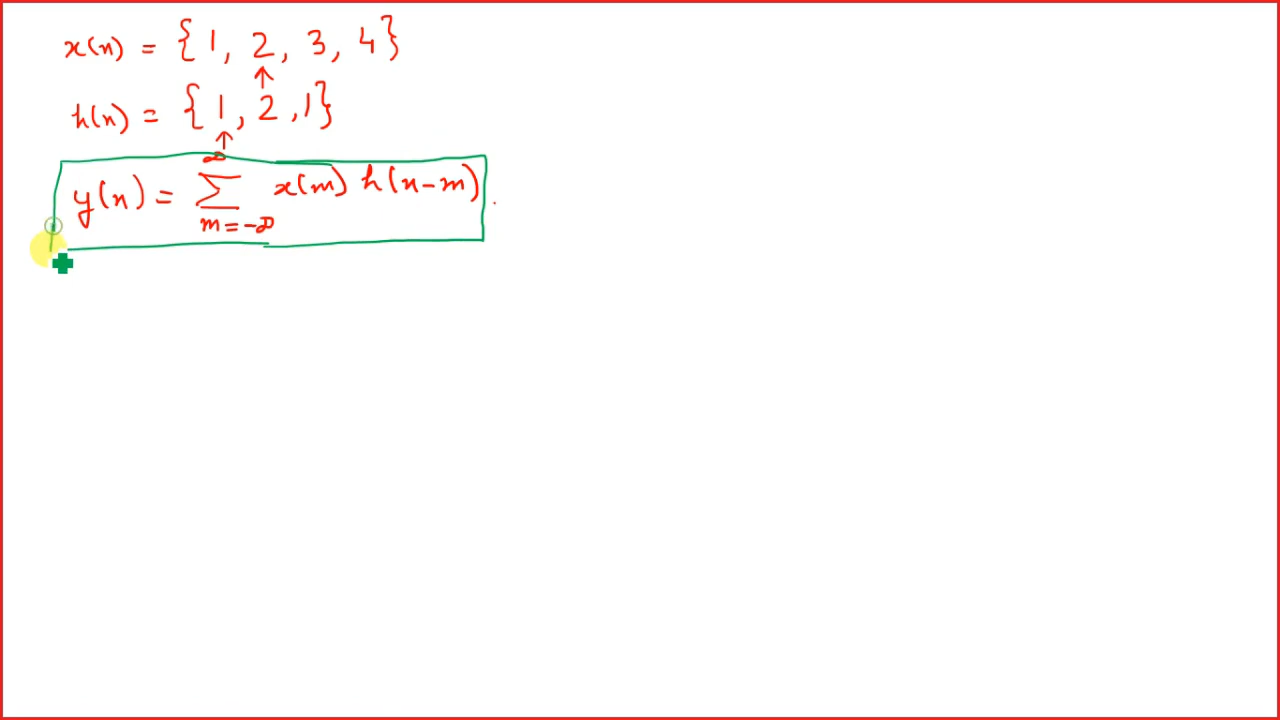 x(n) = {1, 2, 3, 4}
↑
h(n) = {1, 2, 1}
↑
∞
y(n) = Σ x(m) h(n-m).
m = -∞